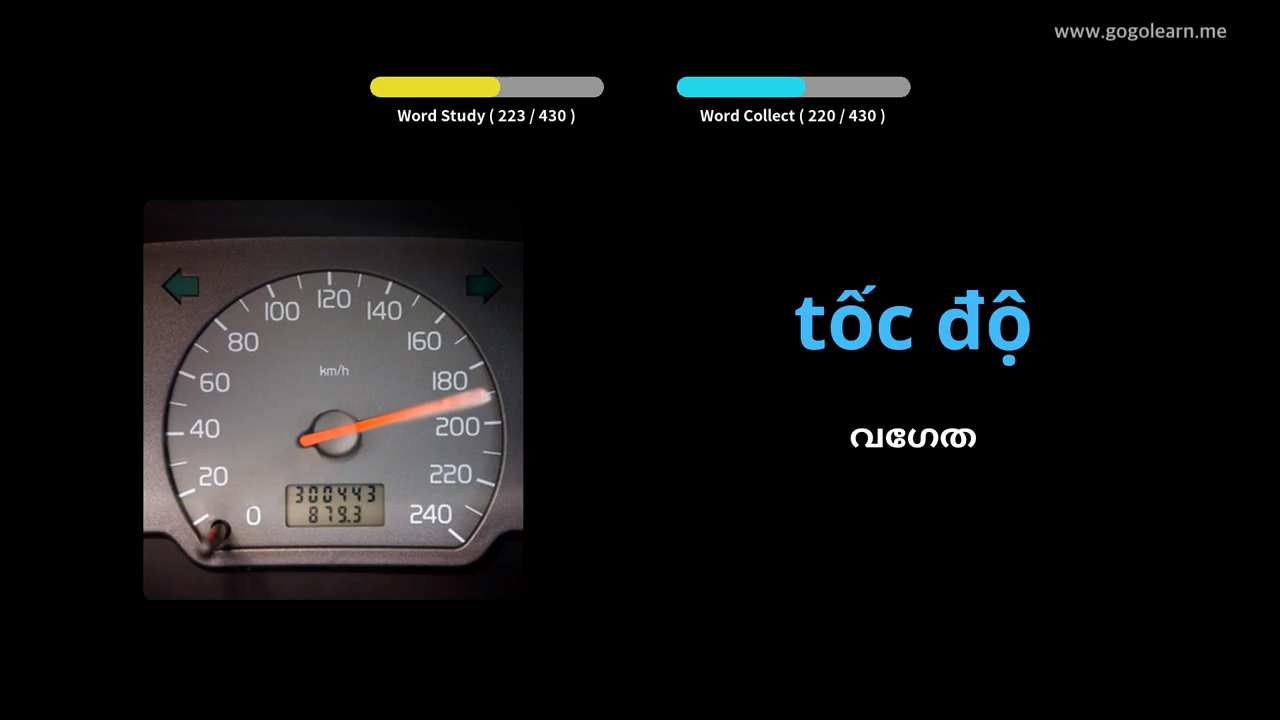 www.gogolearn.me
Word Study ( 223 / 430 )
Word Collect ( 220 / 430 )
100 120 140
80 160
km/h
60 180
40 200
20 220
300443
0 879.3 240
tốc độ
വഗേത